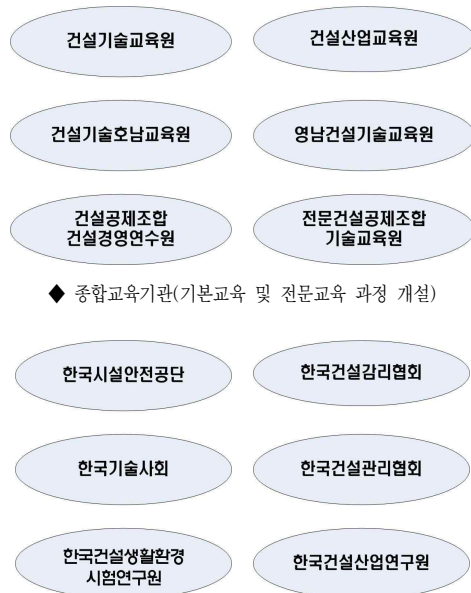 건설기술교육원
건설산업교육원
건설기술호남교육원
영남건설기술교육원
건설공제조합
건설경영연수원
전문건설공제조합
기술교육원
◆ 종합교육기관(기본교육 및 전문교육 과정 개설)
한국시설안전공단
한국건설감리협회
한국기술사회
한국건설관리협회
한국건설생활환경
시험연구원
한국건설산업연구원